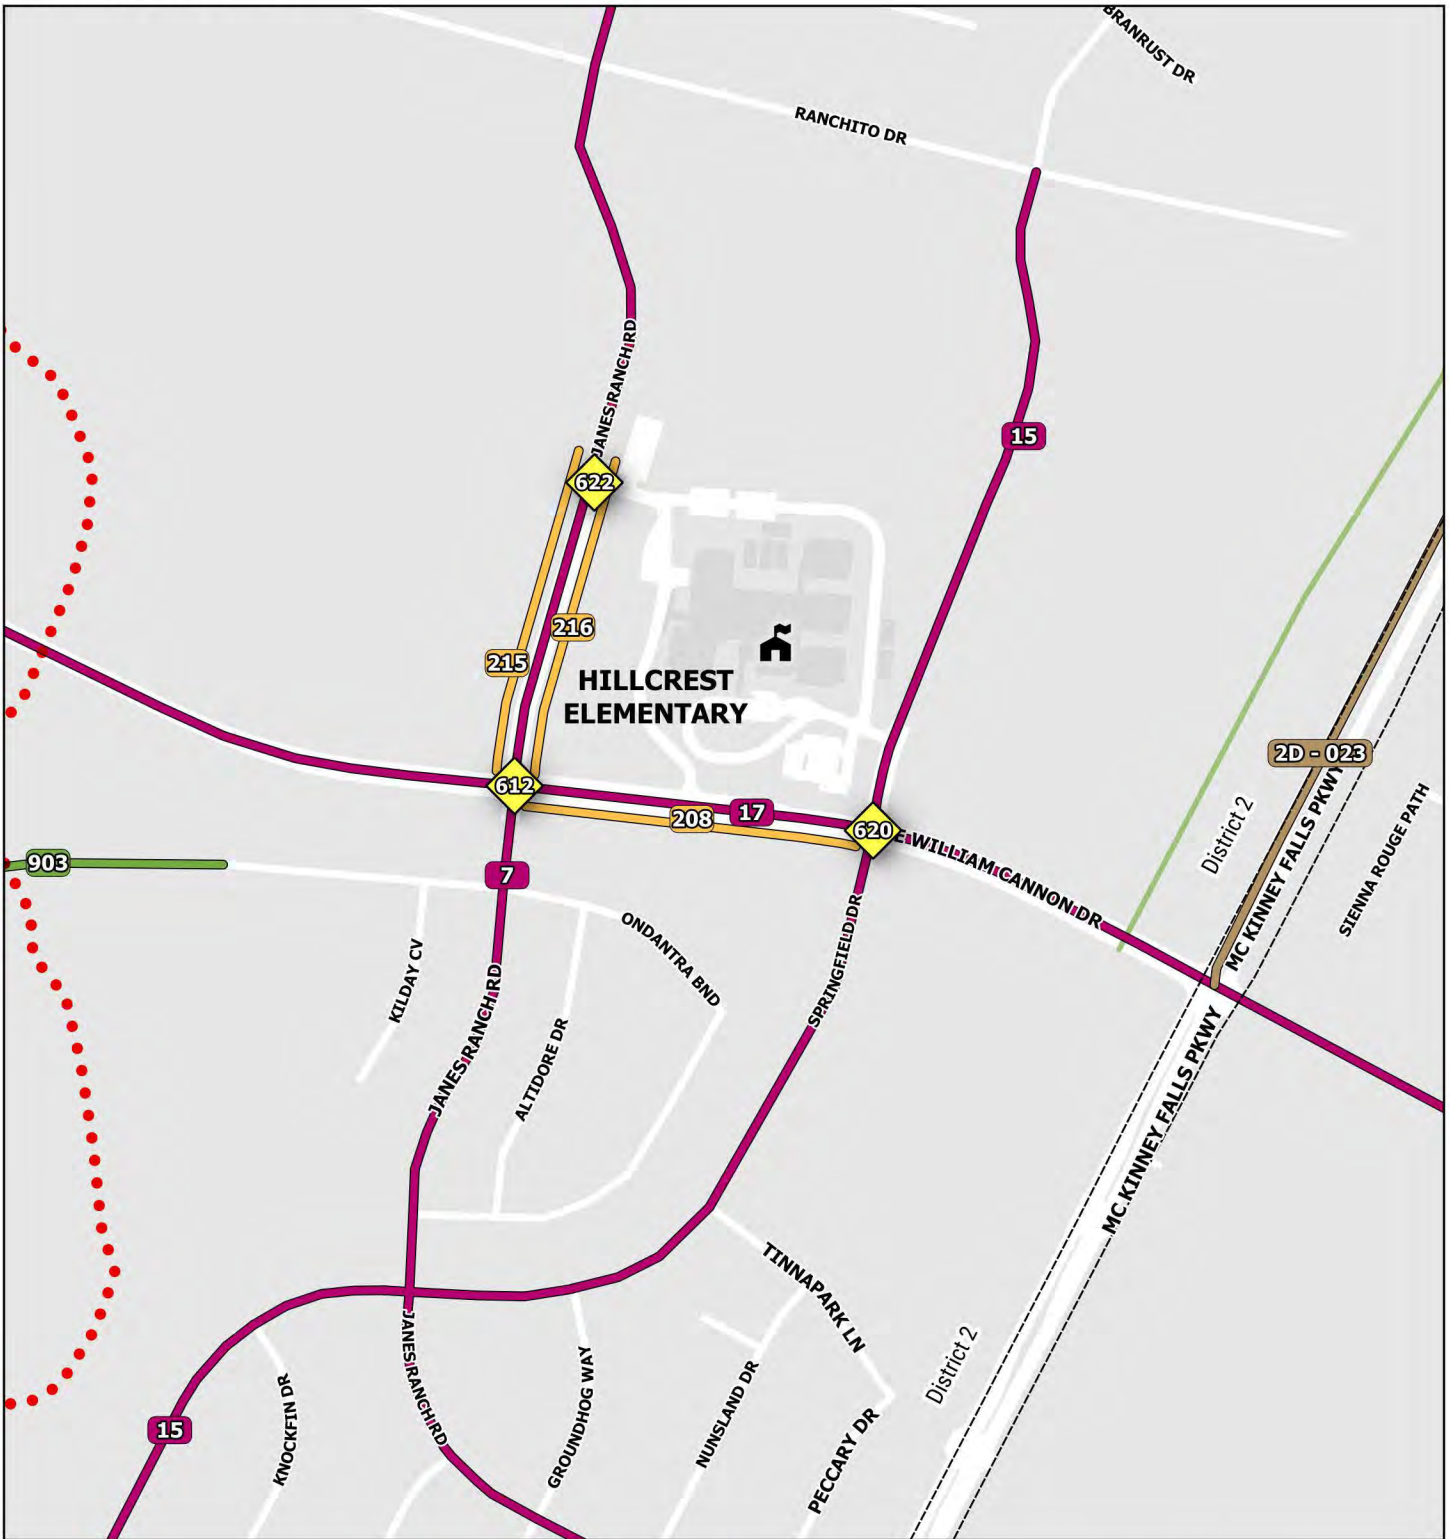 BRANRUST DR
RANCHITO DR
JANES RANCH RD
15
622
216
215
HILLCREST
ELEMENTARY
2D - 023
612
17
208
620
E WILLIAM CANNON DR
MC KINNEY FALLS PKWY
District 2
SIENNA ROUGE PATH
903
7
ONDANTRA BND
KILDAY CV
SPRINGFIELD DR
JANES RANCH RD
ALTIDORE DR
MC KINNEY FALLS PKWY
TINNAPARK LN
JANES RANCH RD
District 2
KNOCKFIN DR
GROUNDHOG WAY
NUNSLAND DR
PECCARY DR
15